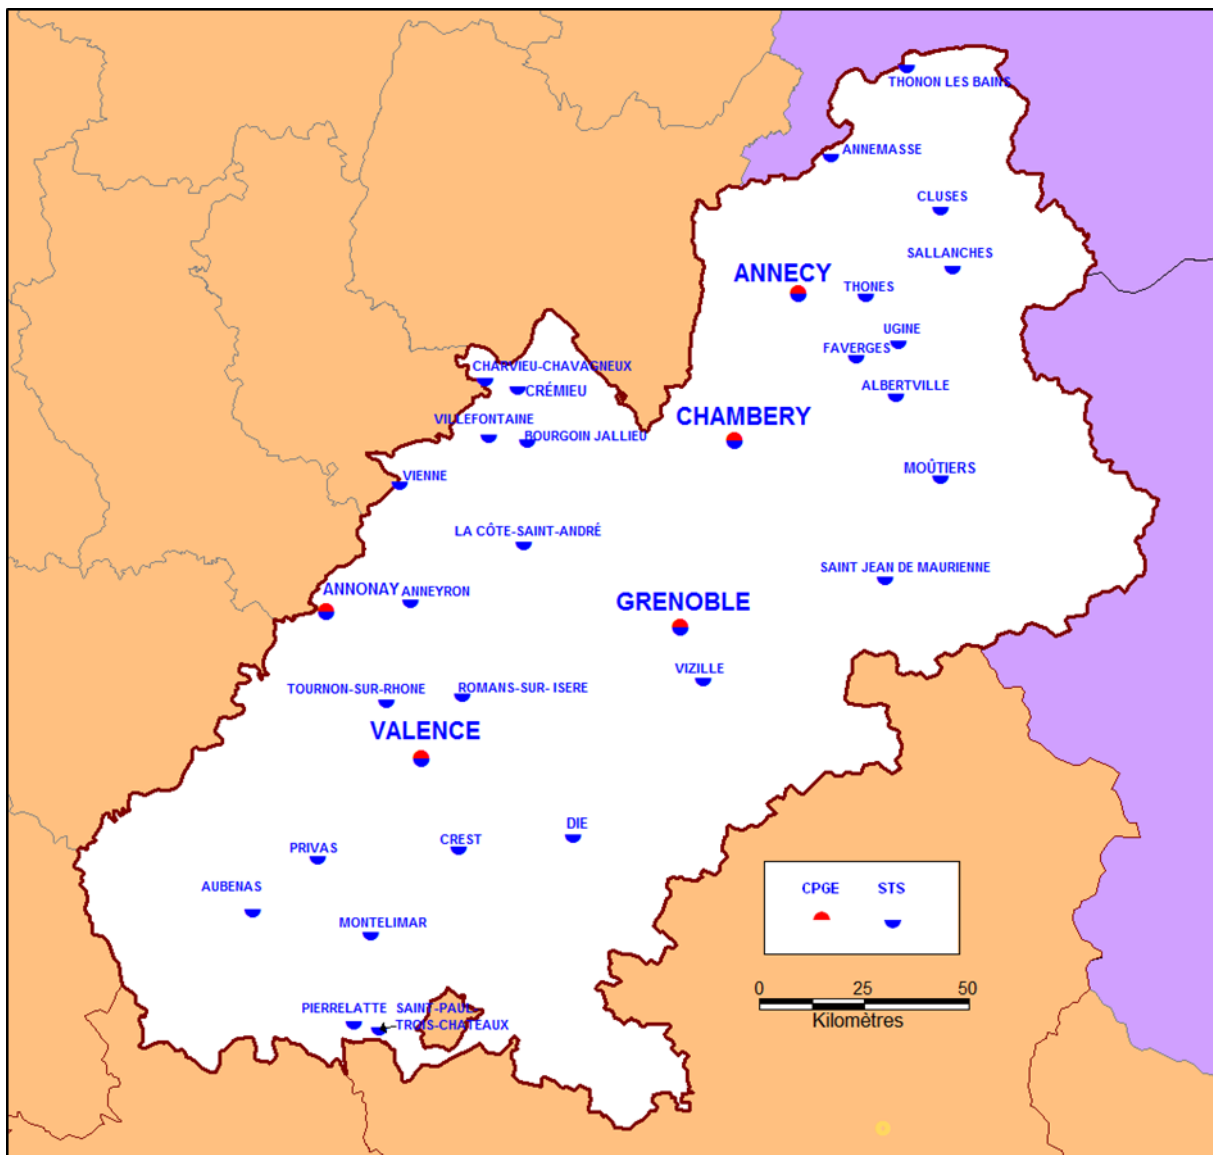 THONON LES BAINS
ANNEMASSE
CLUSES
SALLANCHES
ANNECY
THONES
UGINE
FAVERGES
CHARVIEU-CHAVAGNEUX
CRÉMIEU
ALBERTVILLE
VILLEFONTAINE
CHAMBERY
BOURGOIN JALLIEU
VIENNE
MOÛTIERS
LA CÔTE-SAINT-ANDRÉ
SAINT JEAN DE MAURIENNE
ANNONAY
ANNEYRON
GRENOBLE
VIZILLE
TOURNON-SUR-RHONE
ROMANS-SUR- ISERE
VALENCE
DIE
CREST
PRIVAS
AUBENAS
CPGE STS
MONTELIMAR
0 25 50
Kilomètres
PIERRELATTE
SAINT-PAUL
TROIS-CHATEAUX